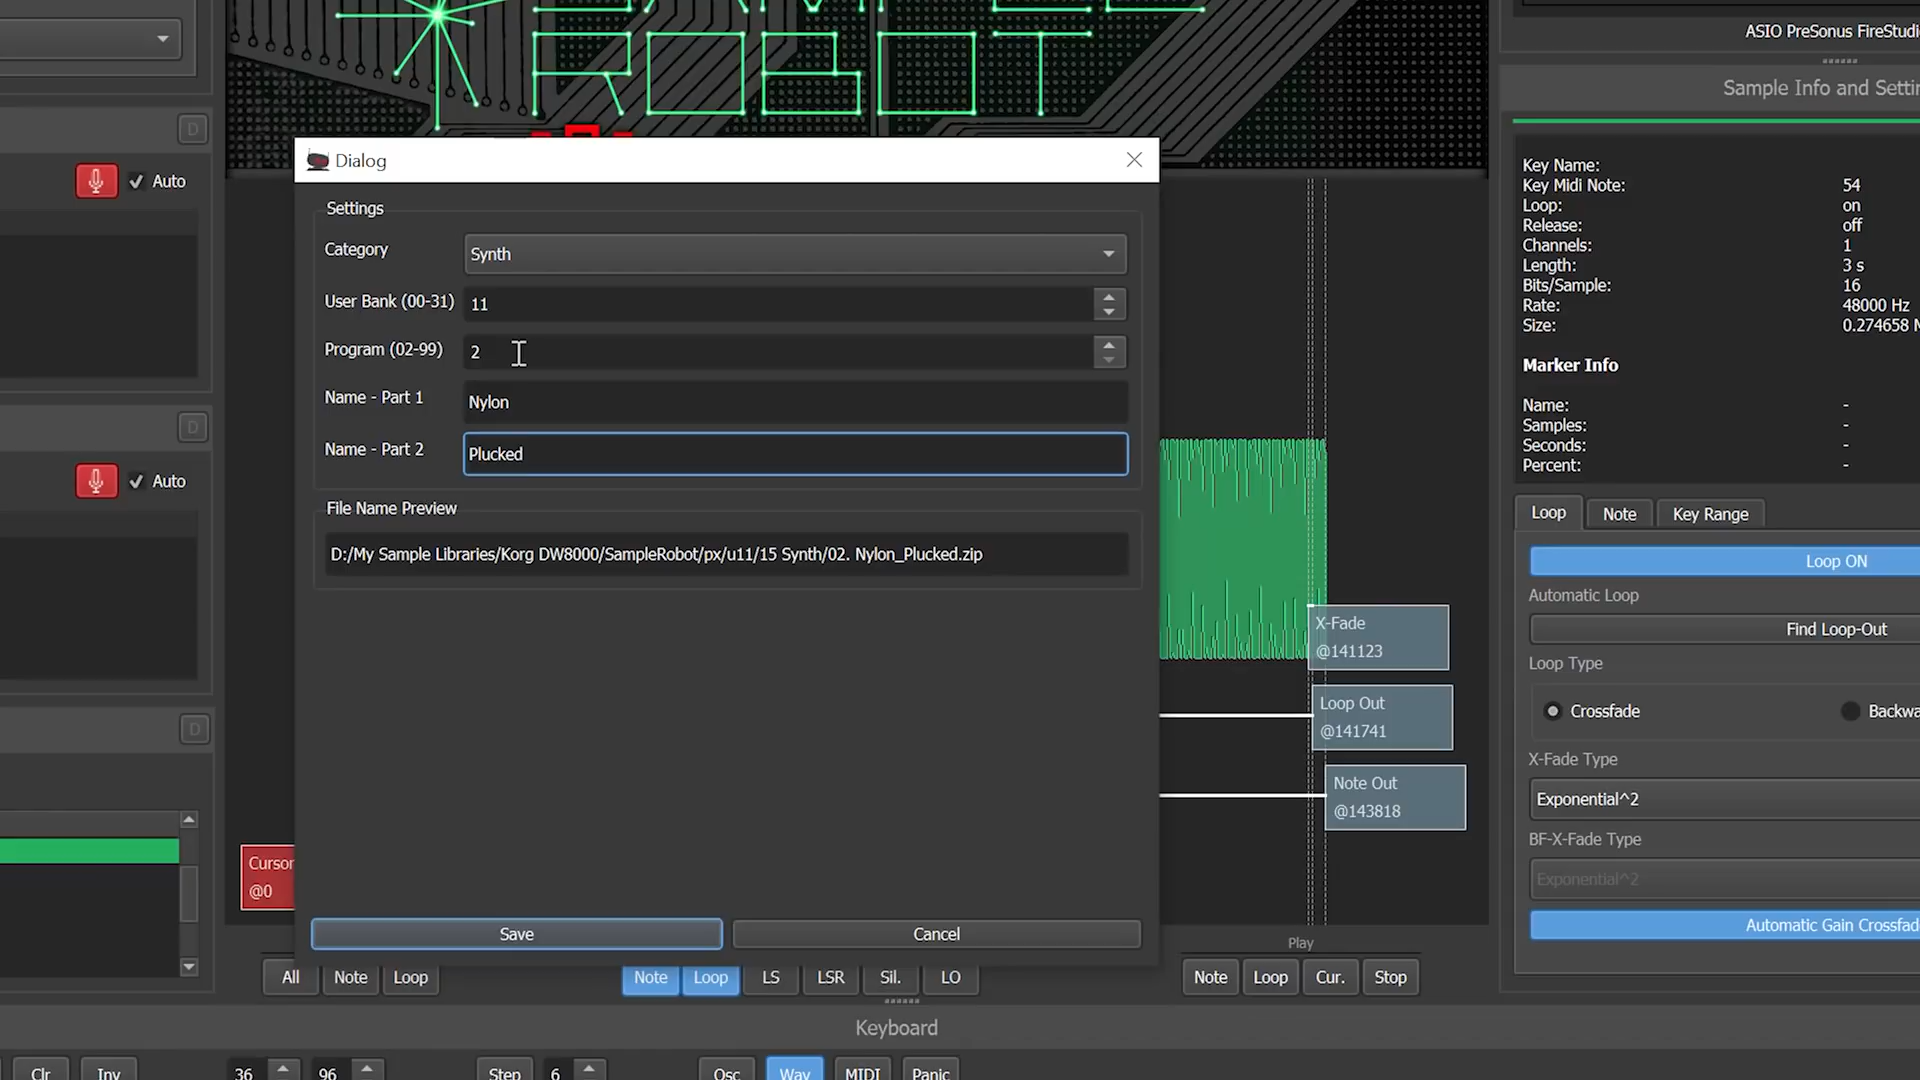 ROBOT
ASIO PreSonus FireStudi
Sample Info and Settin
D
Auto
Dialog
Settings
Category
Synth
User Bank (00-31)
11
Program (02-99)
2
Name - Part 1
Nylon
Name - Part 2
Plucked
File Name Preview
D:/My Sample Libraries/Korg DW8000/SampleRobot/px/u11/15 Synth/02. Nylon_Plucked.zip
Save
Cancel
D
Auto
D
Cursor
@0
Key Name:
Key Midi Note: 54
Loop: on
Release: off
Channels: 1
Length: 3 s
Bits/Sample: 16
Rate: 48000 Hz
Size: 0.274658 M
Marker Info
Name: -
Samples: -
Seconds: -
Percent: -
Loop
Note
Key Range
Loop ON
Automatic Loop
Find Loop-Out
Loop Type
Crossfade
Backwa
X-Fade Type
Exponential^2
BF-X-Fade Type
Exponential^2
Automatic Gain Crossfad
X-Fade
@141123
Loop Out
@141741
Note Out
@143818
Play
All
Note
Loop
Note
Loop
LS
LSR
Sil.
LO
Note
Loop
Cur.
Stop
Keyboard
Clr
Inv
36
96
Step
6
Osc
Wav
MIDI
Panic